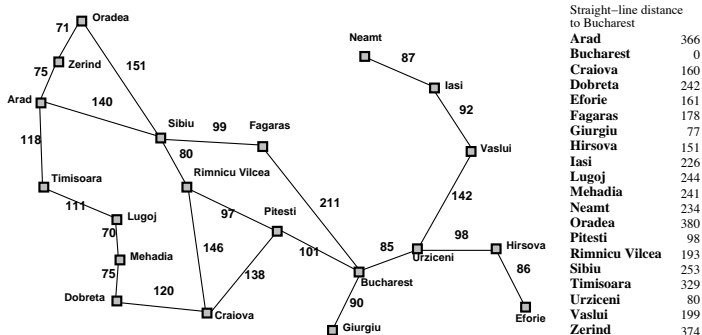 Oradea
71
Neamt
87
Zerind
151
75
Iasi
Arad
140
92
Sibiu
99
Fagaras
118
80
Vaslui
Rimnicu Vilcea
Timisoara
97
Pitesti
211
142
111
Lugoj
70
146
101
85
98
Hirsova
Urziceni
Mehadia
138
86
75
120
Bucharest
Dobreta
90
Craiova
Eforie
Giurgiu
Straight−line distance
to Bucharest
Arad 366
Bucharest 0
Craiova 160
Dobreta 242
Eforie 161
Fagaras 178
Giurgiu 77
Hirsova 151
Iasi 226
Lugoj 244
Mehadia 241
Neamt 234
Oradea 380
Pitesti 98
Rimnicu Vilcea 193
Sibiu 253
Timisoara 329
Urziceni 80
Vaslui 199
Zerind 374